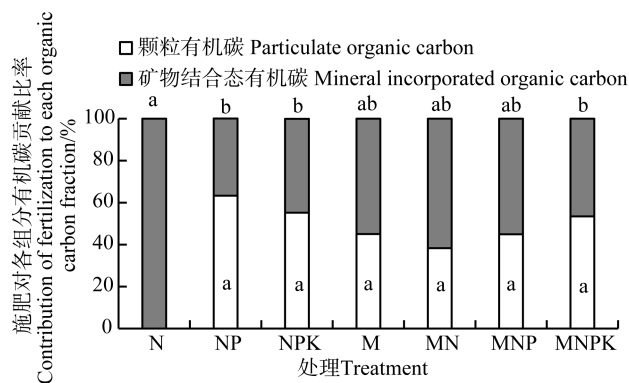 颗粒有机碳 Particulate organic carbon
矿物结合态有机碳 Mineral incorporated organic carbon
施肥对各组分有机碳贡献比率
Contribution of fertilization to each organic
carbon fraction/%
a b b ab ab ab b
100
80
60
40
20
0
a a a a a a
N NP NPK M MN MNP MNPK
处理Treatment